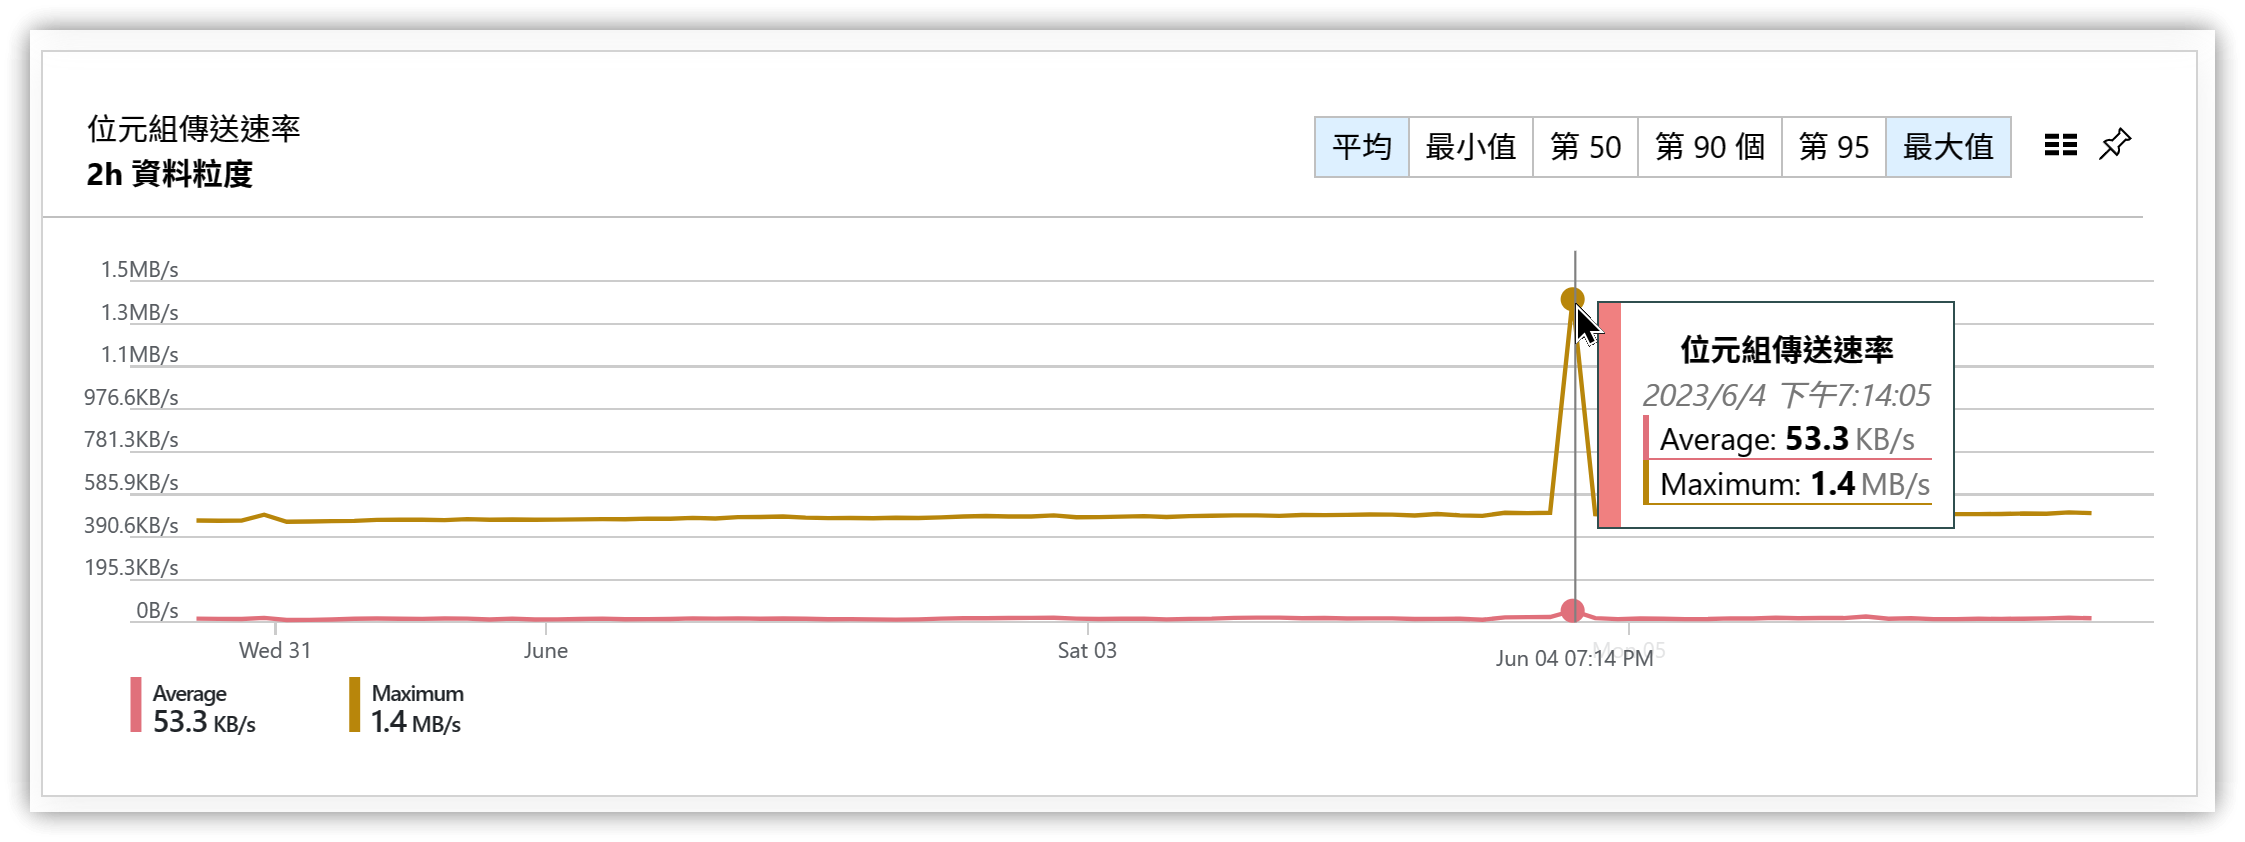 位元組傳送速率
2h 資料粒度
平均 最小值 第 50 第 90 個 第 95 最大值
1.5MB/s
1.3MB/s
1.1MB/s
976.6KB/s
781.3KB/s
585.9KB/s
390.6KB/s
195.3KB/s
0B/s
位元組傳送速率
2023/6/4 下午7:14:05
Average: 53.3 KB/s
Maximum: 1.4 MB/s
Wed 31 June Sat 03 Mon 05
Jun 04 07:14 PM
Average Maximum
53.3 KB/s 1.4 MB/s